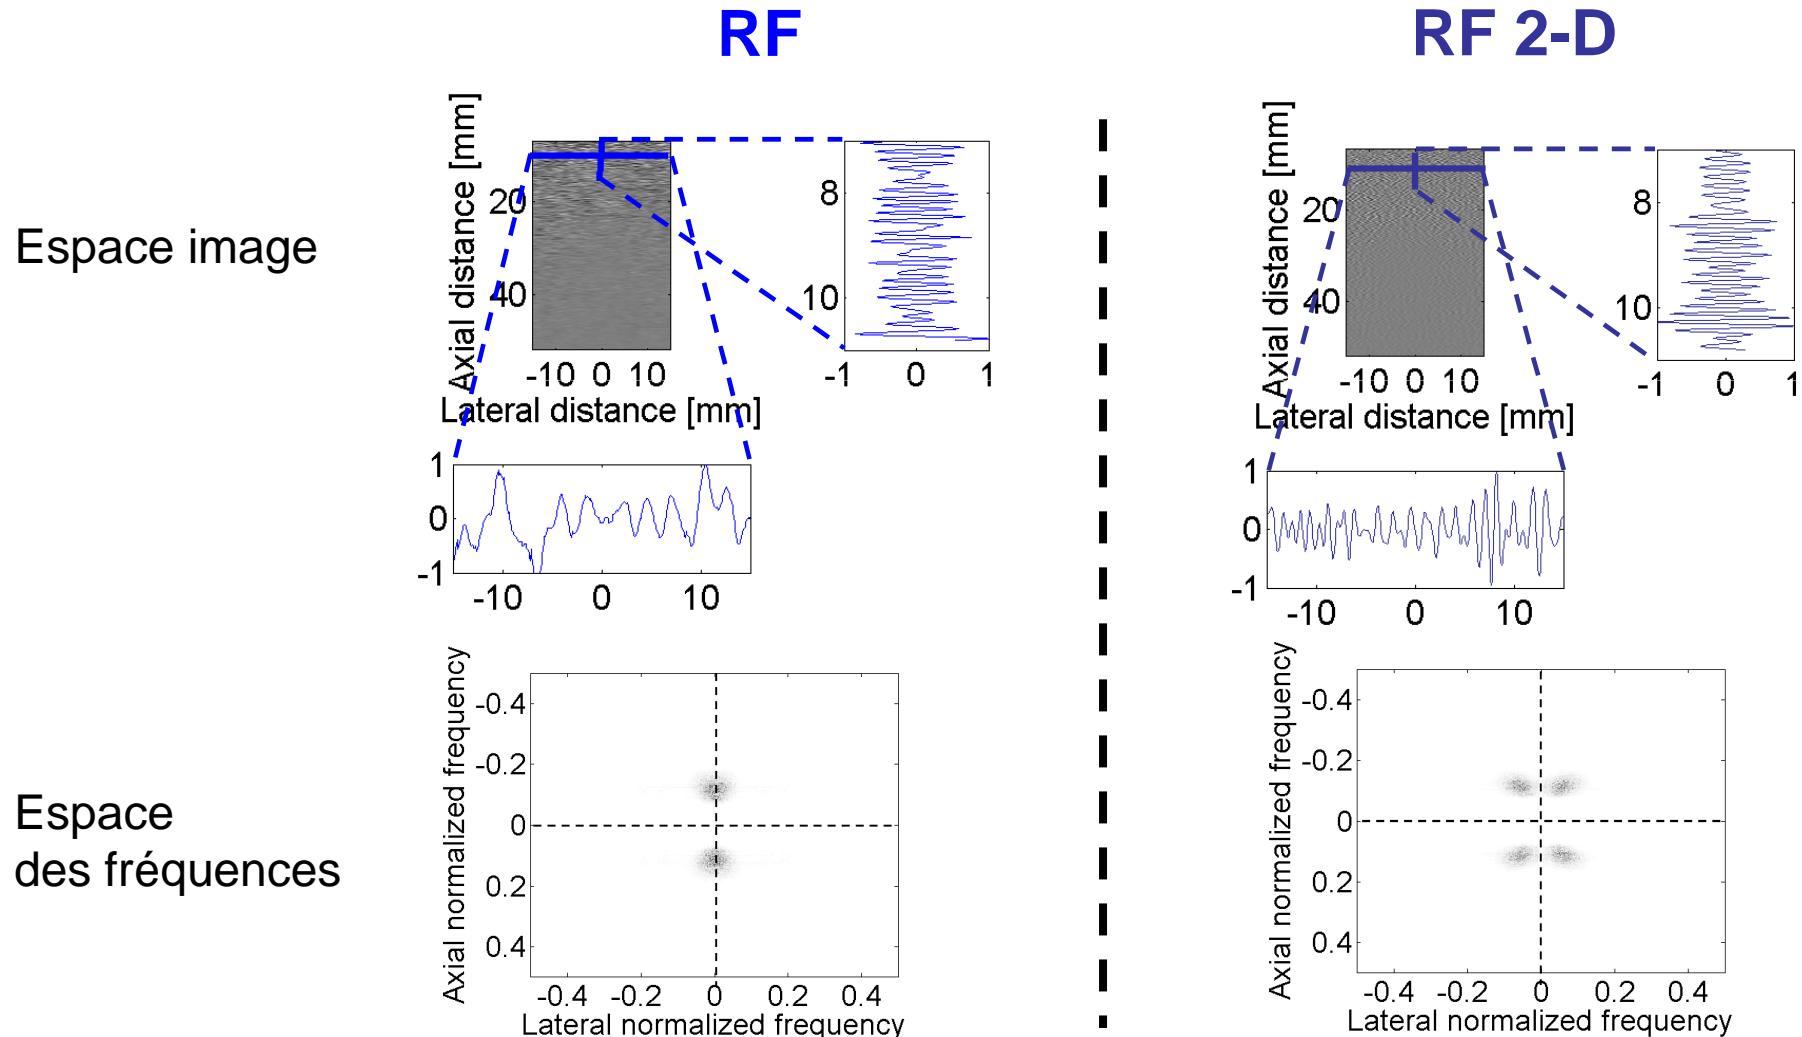 RF
RF 2-D
Espace image
Axial distance [mm]
20
40
-10 0 10
Lateral distance [mm]
8
10
-1 0 1
1
0
-1
-10 0 10
Axial distance [mm]
20
40
-10 0 10
Lateral distance [mm]
8
10
-1 0 1
1
0
-1
-10 0 10
Espace
des fréquences
Axial normalized frequency
-0.4
-0.2
0
0.2
0.4
-0.4 -0.2 0 0.2 0.4
Lateral normalized frequency
Axial normalized frequency
-0.4
-0.2
0
0.2
0.4
-0.4 -0.2 0 0.2 0.4
Lateral normalized frequency